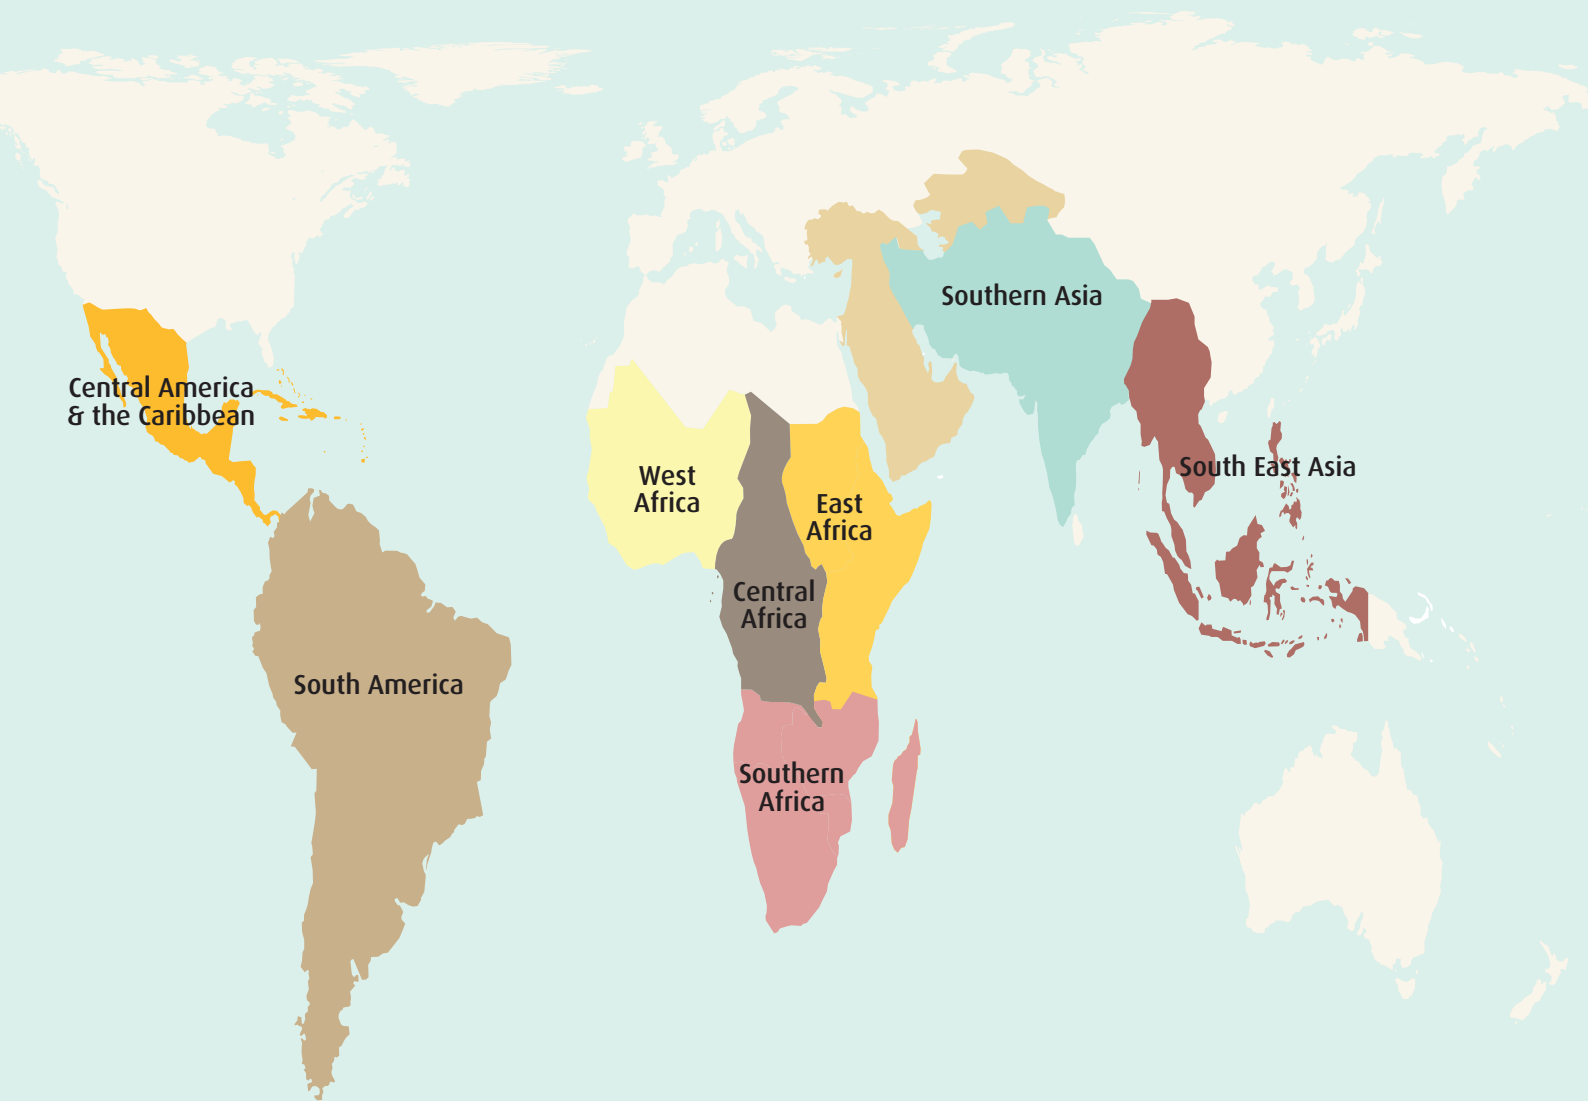 Southern Asia
Central America
& the Caribbean
South East Asia
West
Africa
East
Africa
Central
Africa
South America
Southern
Africa